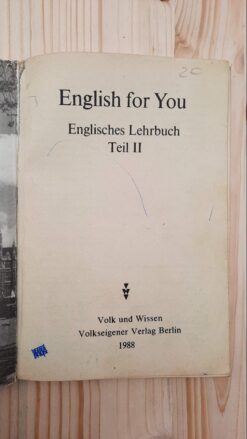 20
English for You
Englisches Lehrbuch
Teil II
Volk und Wissen
Volkseigener Verlag Berlin
1988